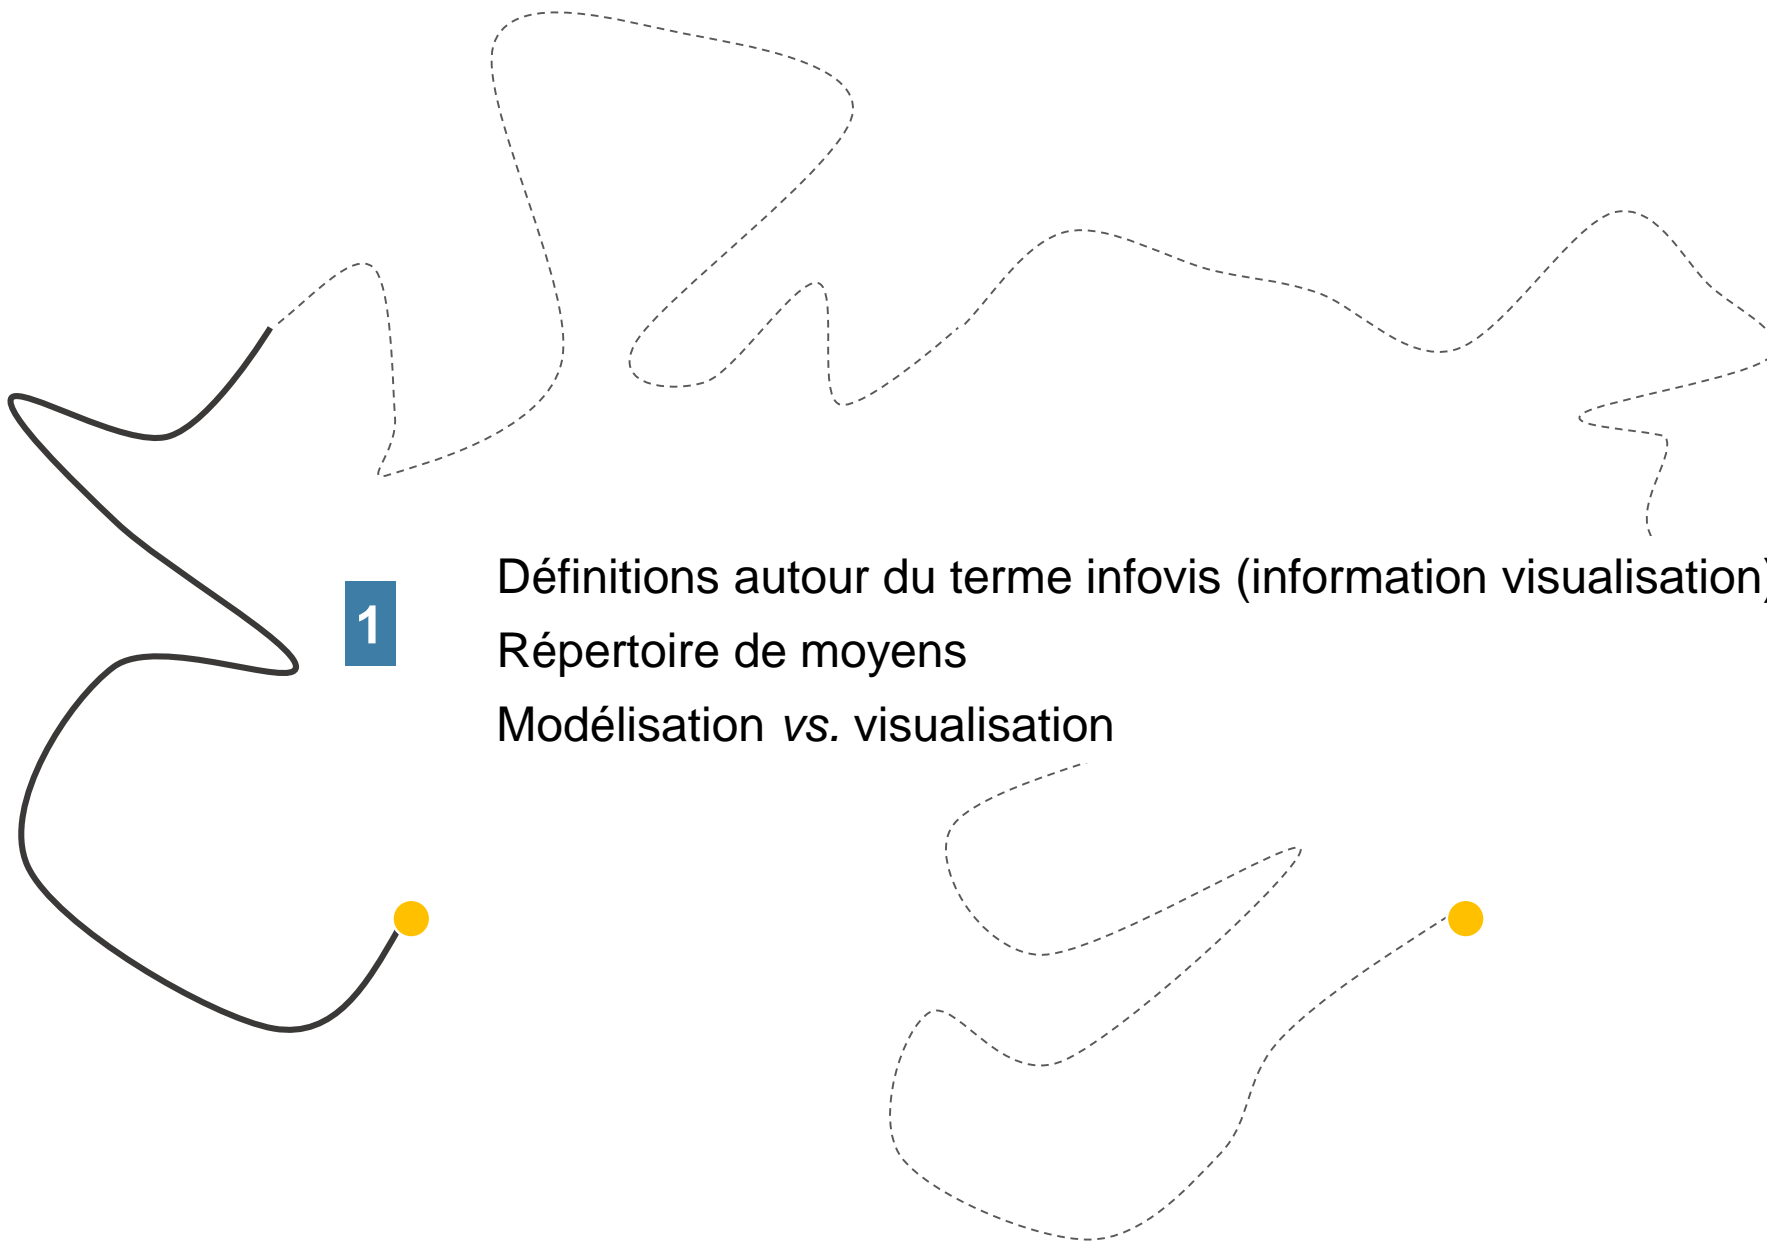 Définitions autour du terme infovis (information visualisation)
1
Répertoire de moyens
Modélisation vs. visualisation